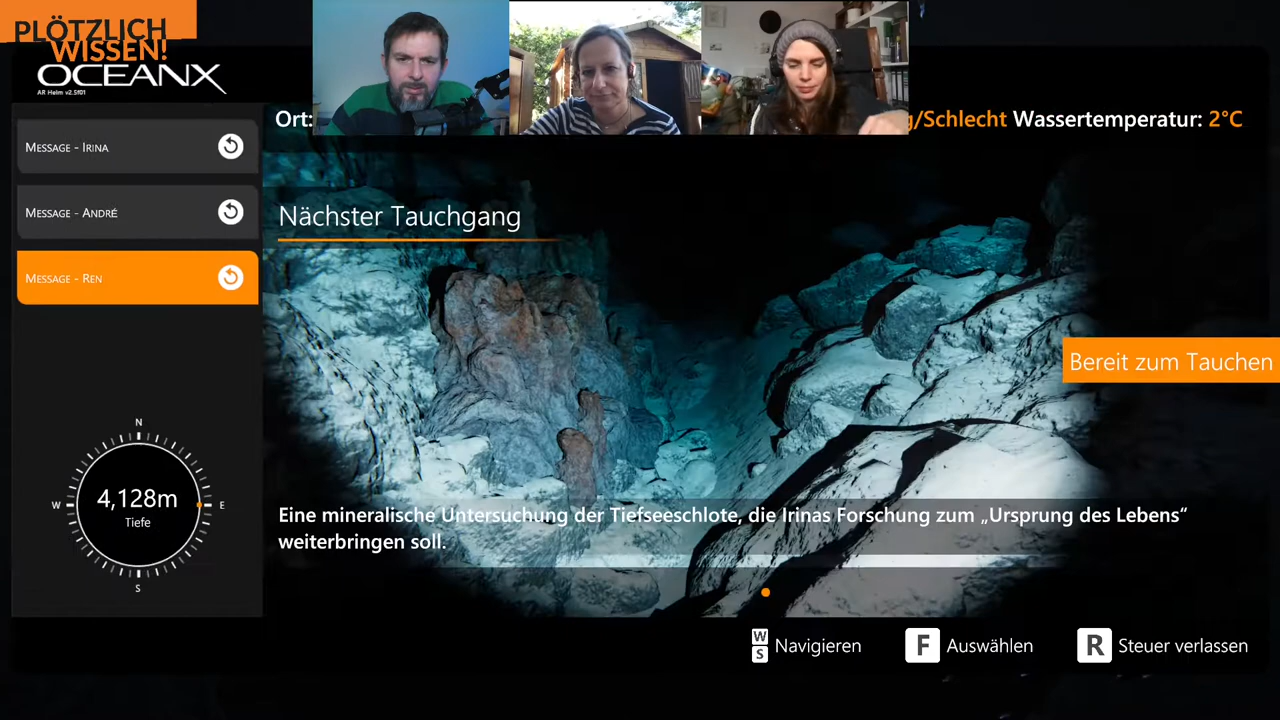 PLÖTZLICH
WISSEN!
OCEANX
AR Helm v2.5f01
Ort:
/Schlecht Wassertemperatur: 2°C
MESSAGE - IRINA
MESSAGE - ANDRÉ
MESSAGE - REN
Nächster Tauchgang
Bereit zum Tauchen
N
W
E
S
4,128m
Tiefe
Eine mineralische Untersuchung der Tiefseeschlote, die Irinas Forschung zum „Ursprung des Lebens“
weiterbringen soll.
W
S
Navigieren
F Auswählen
R Steuer verlassen